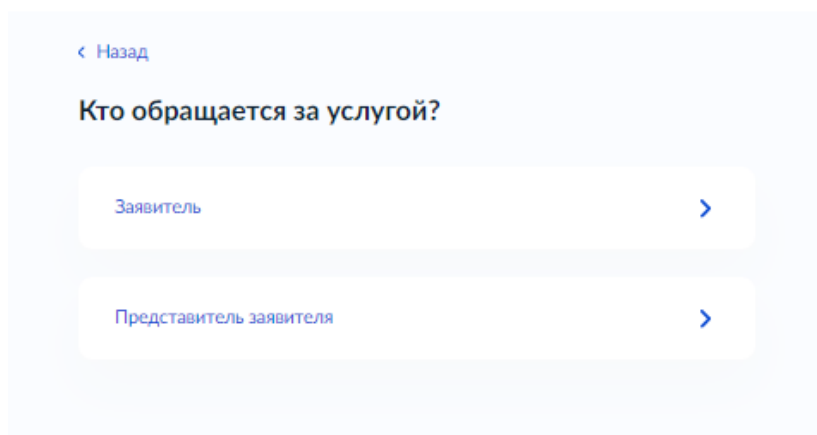 Назад
Кто обращается за услугой?
Заявитель
Представитель заявителя